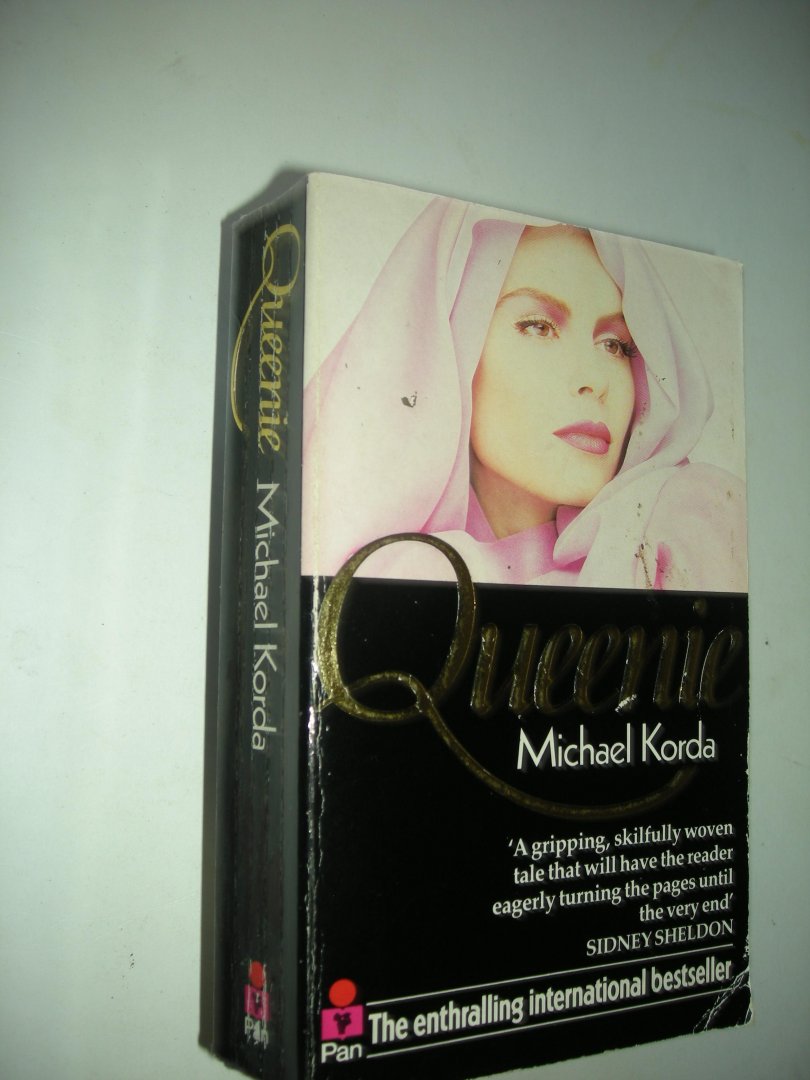 Queenie
Michael Korda
Pan
Queenie
Michael Korda
'A gripping, skilfully woven
tale that will have the reader
eagerly turning the pages until
the very end'
SIDNEY SHELDON
Pan
The enthralling international bestseller